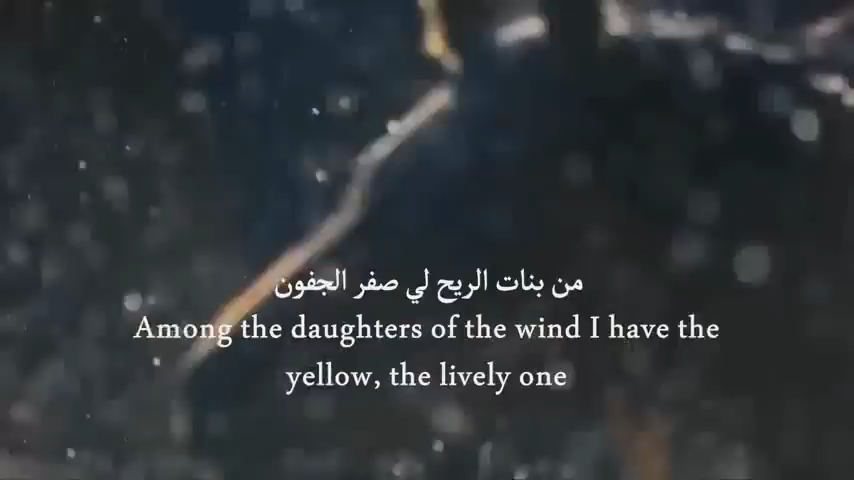 من بنات الريح لي صفر الجفون
Among the daughters of the wind I have the
yellow, the lively one